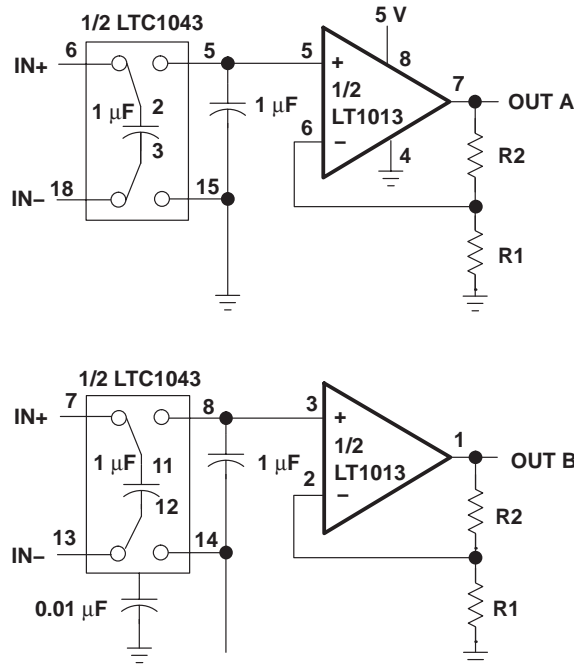 1/2 LTC1043
5 V
IN+
6
5
5
+
8
7
OUT A
1/2
LT1013
1 μF
2
3
1 μF
6
−
4
R2
IN−
18
15
R1
1/2 LTC1043
IN+
7
8
3
+
1
OUT B
1/2
LT1013
1 μF
11
12
1 μF
2
−
R2
IN−
13
14
R1
0.01 μF